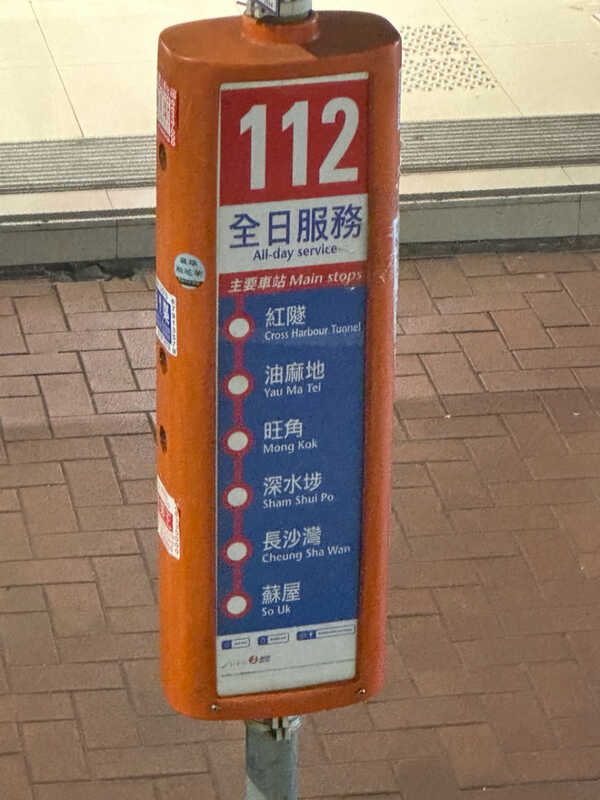 112
全日服務
All-day service
主要車站 Main stops
紅隧
Cross Harbour Tunnel
油麻地
Yau Ma Tei
旺角
Mong Kok
深水埗
Sham Shui Po
長沙灣
Cheung Sha Wan
蘇屋
So Uk